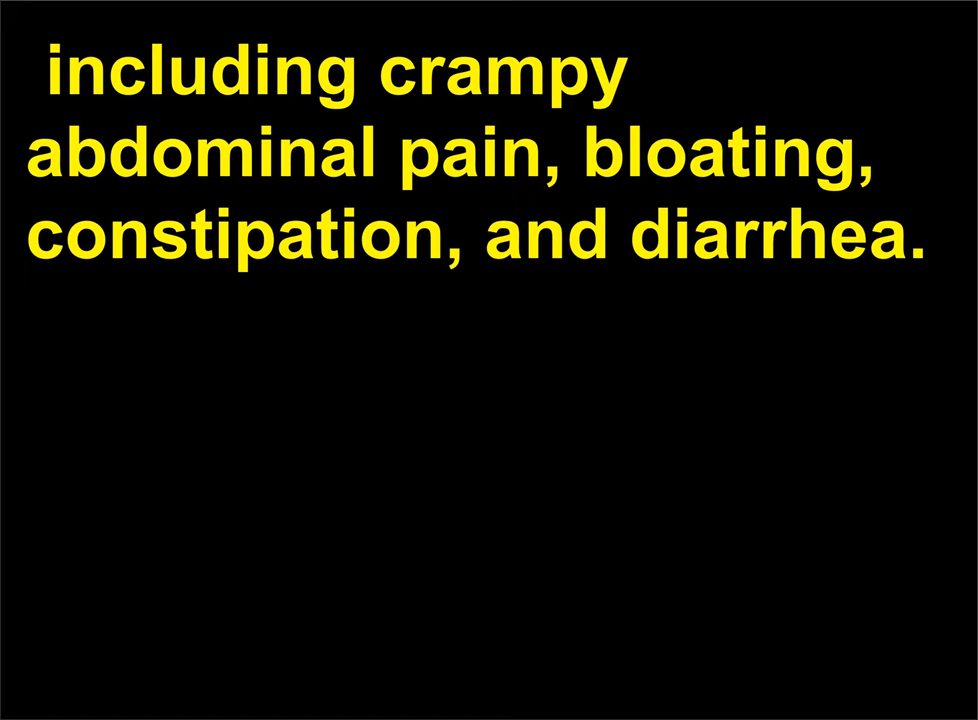 including crampy
abdominal pain, bloating,
constipation, and diarrhea.